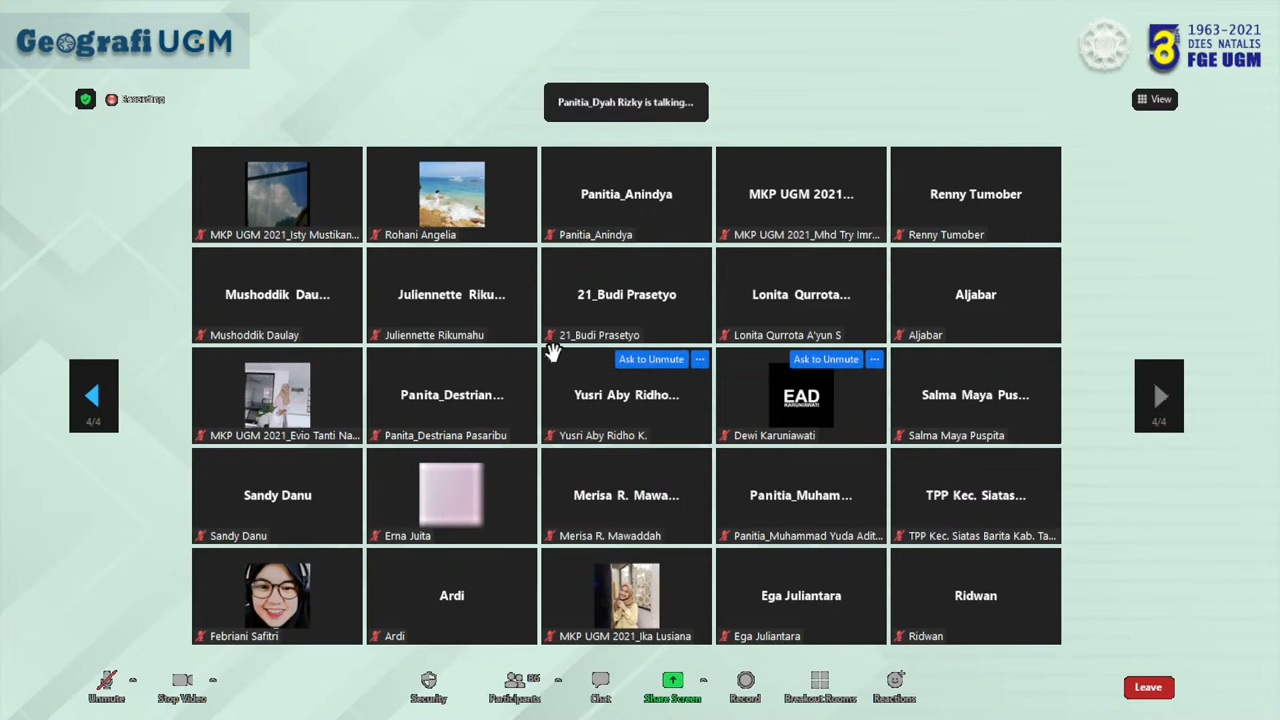 Geografi UGM
1963-2021
DIES NATALIS
FGE UGM
Recording
Panitia_Dyah Rizky is talking...
View
Panitia_Anindya
MKP UGM 2021...
Renny Tumober
MKP UGM 2021_Isty Mustikan...
Rohani Angelia
Panitia_Anindya
MKP UGM 2021_Mhd Try Imr...
Renny Tumober
Mushoddik Dau...
Juliennette Riku...
21_Budi Prasetyo
Lonita Qurrota...
Aljabar
Mushoddik Daulay
Juliennette Rikumahu
21_Budi Prasetyo
Lonita Qurrota A'yun S
Aljabar
Ask to Unmute
...
Ask to Unmute
...
Panita_Destrian...
Yusri Aby Ridho...
EAD
KARUNIAWATI
Salma Maya Pus...
MKP UGM 2021_Evio Tanti Na...
Panita_Destriana Pasaribu
Yusri Aby Ridho K.
Dewi Karuniawati
Salma Maya Puspita
4/4
4/4
Sandy Danu
Merisa R. Mawa...
Panitia_Muham...
TPP Kec. Siatas...
Sandy Danu
Erna Juita
Merisa R. Mawaddah
Panitia_Muhammad Yuda Adit...
TPP Kec. Siatas Barita Kab. Ta...
Ardi
Ega Juliantara
Ridwan
Febriani Safitri
Ardi
MKP UGM 2021_Ika Lusiana
Ega Juliantara
Ridwan
86
Unmute
Stop Video
Security
Participants
Chat
Share Screen
Record
Breakout Rooms
Reactions
Leave